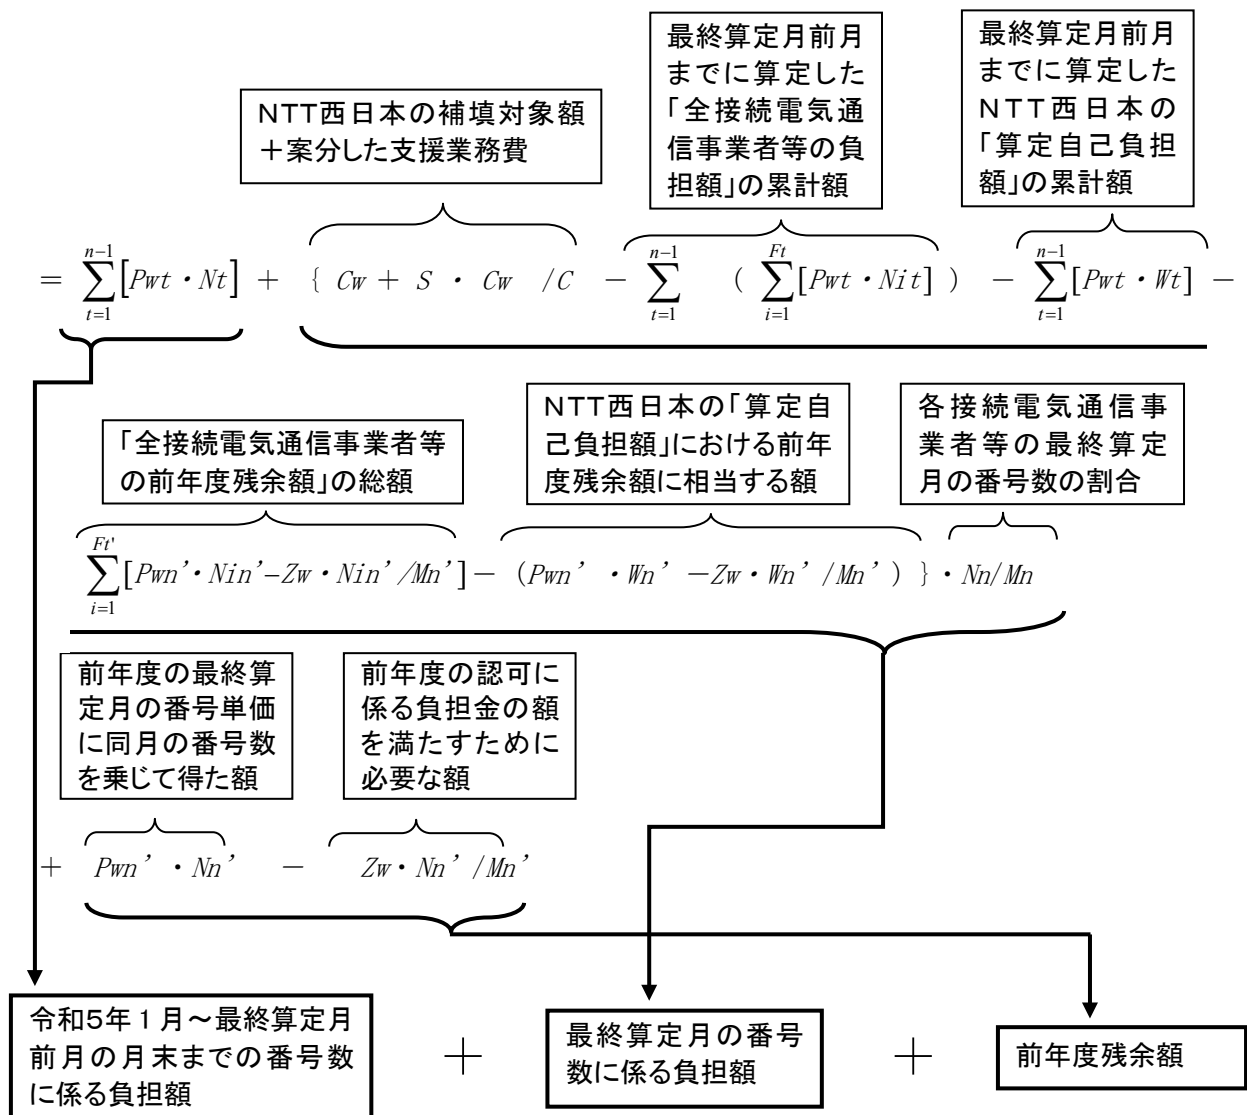 最終算定月前月
までに算定した
「全接続電気通
信事業者等の負
担額」の累計額
最終算定月前月
までに算定した
NTT西日本の
「算定自己負担
額」の累計額
NTT西日本の補填対象額
+案分した支援業務費
= \sum_{t=1}^{n-1}[Pwt・Nt] + { Cw + S ・ Cw /C - \sum_{t=1}^{n-1} ( \sum_{i=1}^{Ft}[Pwt・Nit] ) - \sum_{t=1}^{n-1}[Pwt・Wt] -
「全接続電気通信事業者等
の前年度残余額」の総額
NTT西日本の「算定自
己負担額」における前年
度残余額に相当する額
各接続電気通信事
業者等の最終算定
月の番号数の割合
\sum_{i=1}^{Ft'}[Pwn'・Nin'-Zw・Nin'/Mn'] - (Pwn' ・Wn' -Zw・Wn'/Mn' ) } ・Nn/Mn
前年度の最終算
定月の番号単価
に同月の番号数
を乗じて得た額
前年度の認可に
係る負担金の額
を満たすために
必要な額
+ Pwn' ・Nn' - Zw・Nn'/Mn'
令和5年1月~最終算定月
前月の月末までの番号数
に係る負担額
+
最終算定月の番号
数に係る負担額
+
前年度残余額